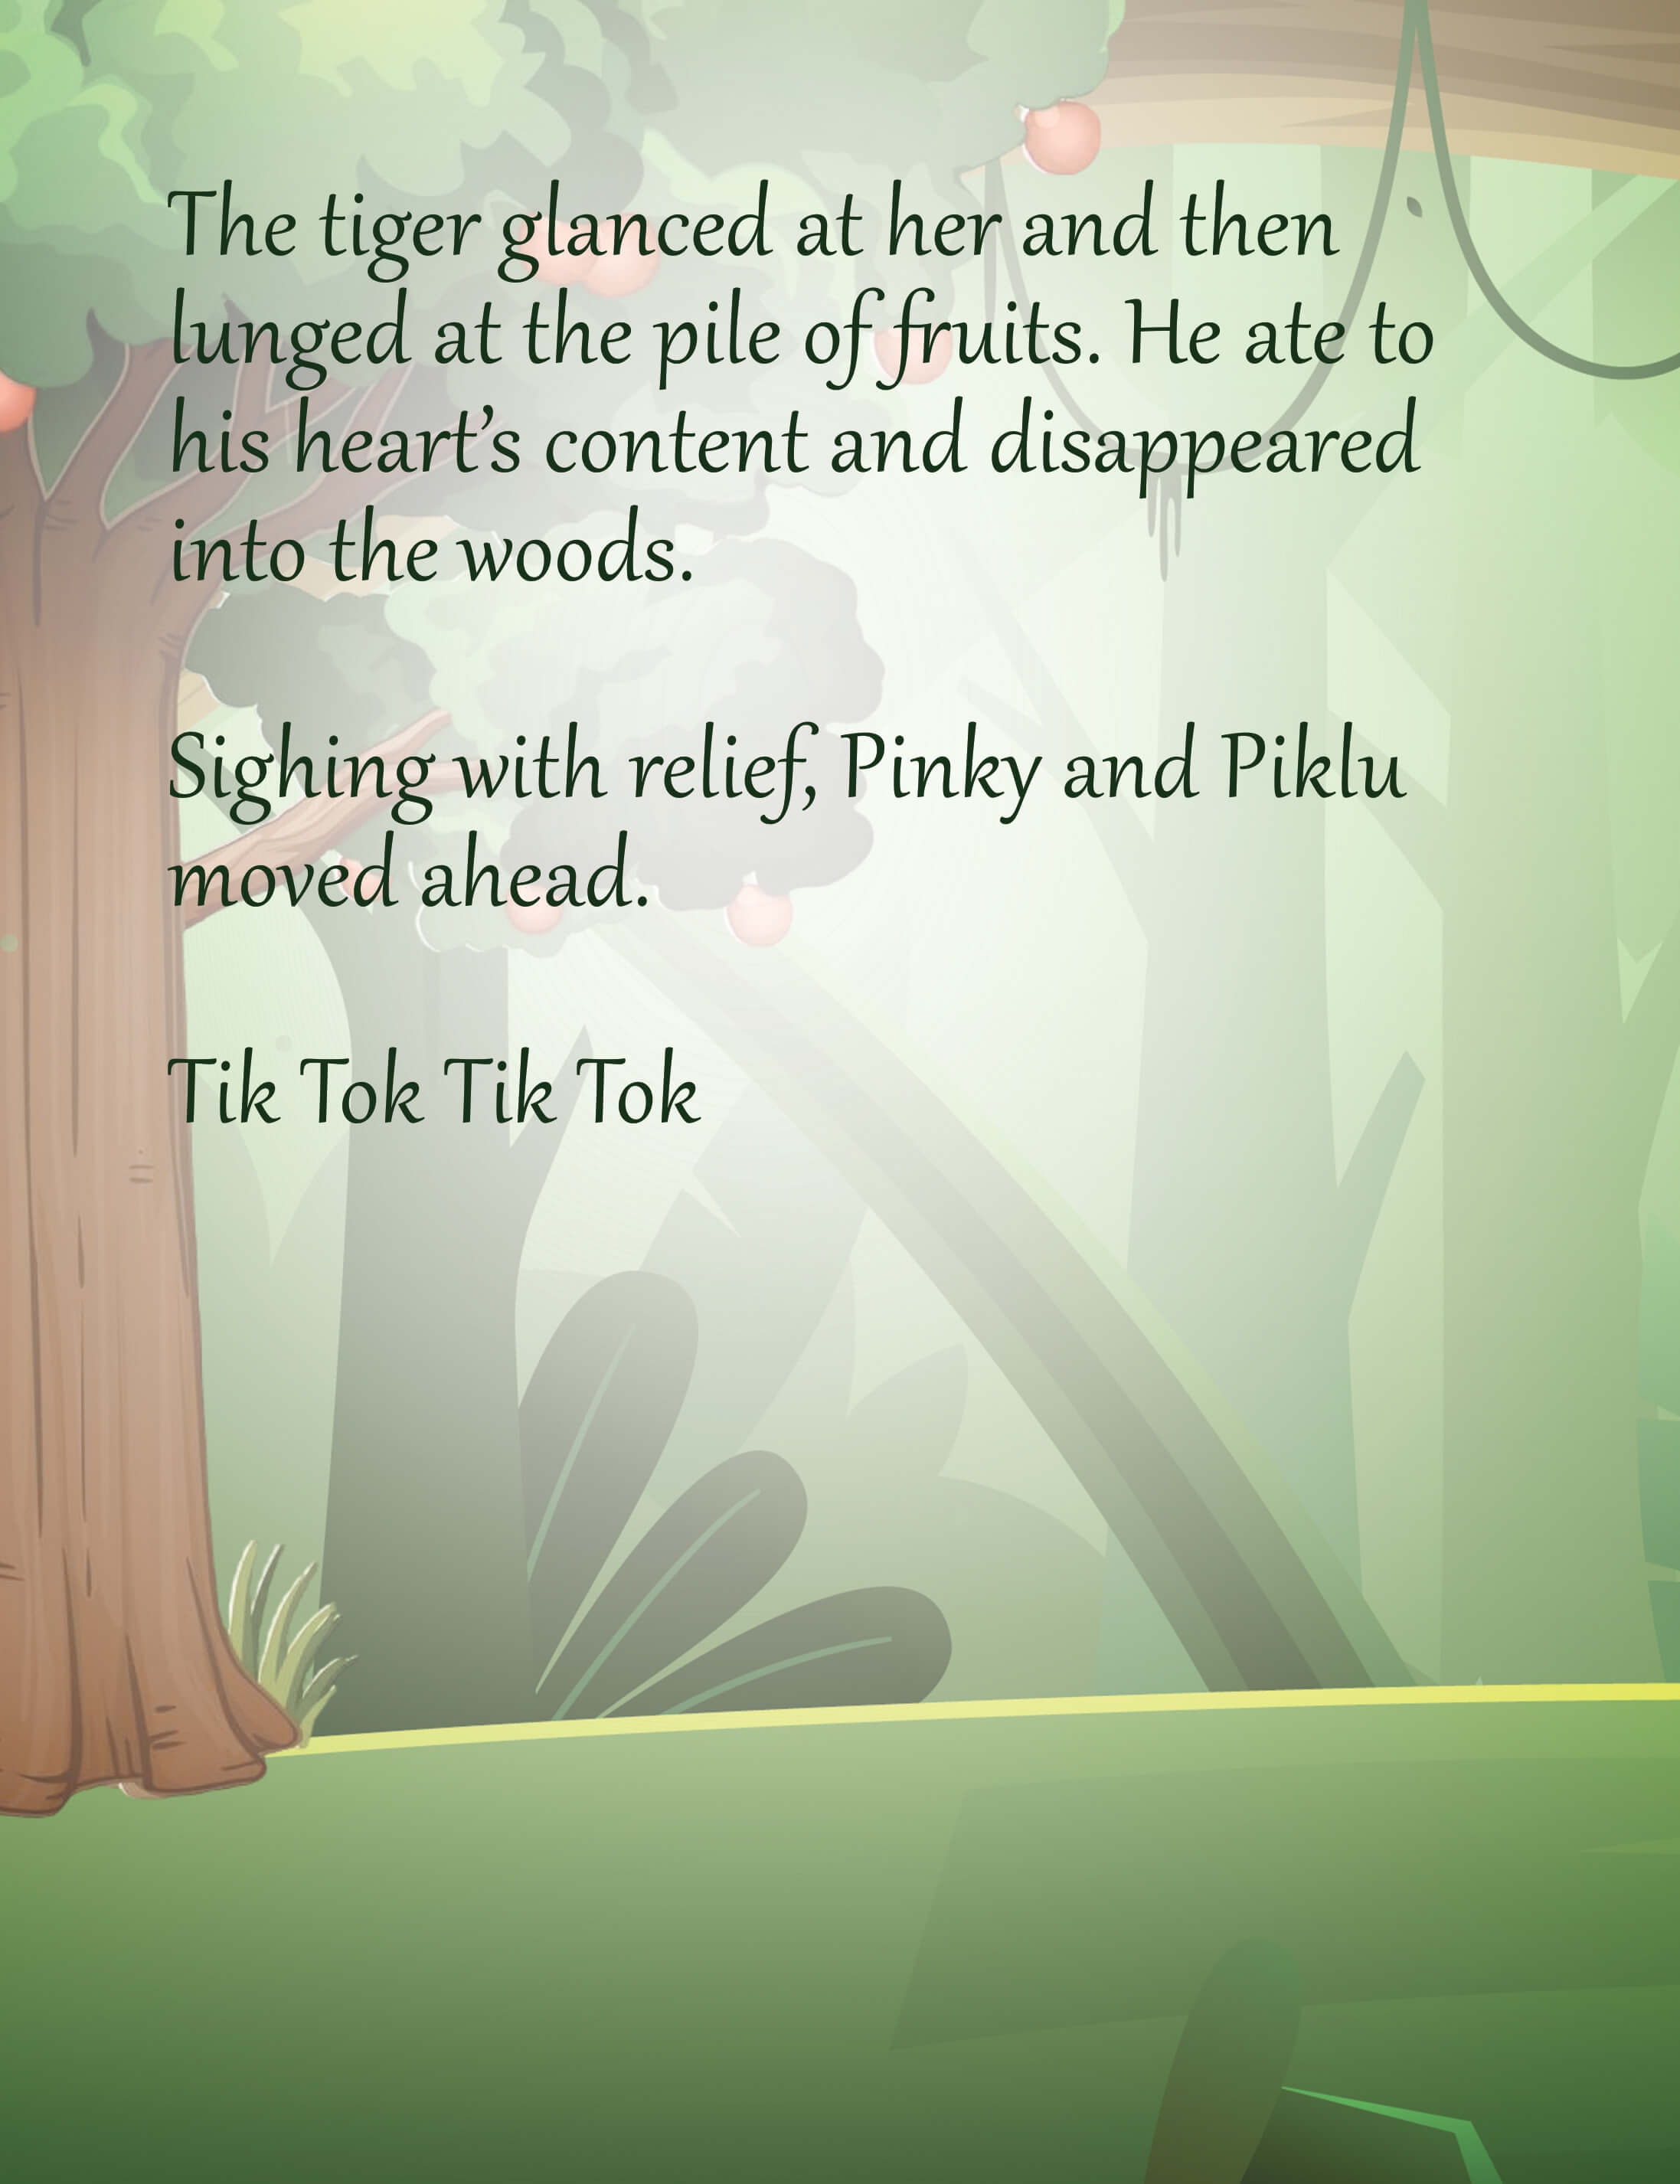 The tiger glanced at her and then
lunged at the pile of fruits. He ate to
his heart’s content and disappeared
into the woods.
Sighing with relief, Pinky and Piklu
moved ahead.
Tik Tok Tik Tok